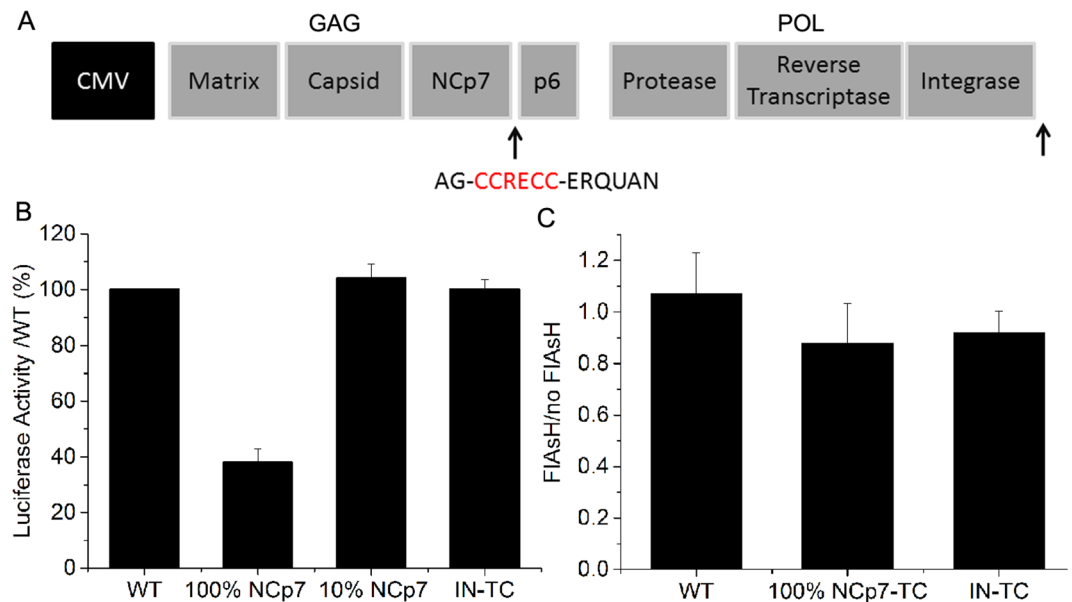 A
GAG
POL
CMV
Matrix
Capsid
NCp7
p6
Protease
Reverse
Transcriptase
Integrase
AG-CCRECC-ERQUAN
B
Luciferase Activity /WT (%)
120
100
80
60
40
20
0
WT
100% NCp7
10% NCp7
IN-TC
C
FlAsH/no FlAsH
1.2
1.0
0.8
0.6
0.4
0.2
0.0
WT
100% NCp7-TC
IN-TC